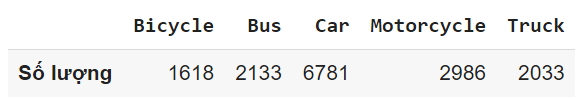 Bicycle Bus Car Motorcycle Truck
Số lượng 1618 2133 6781 2986 2033